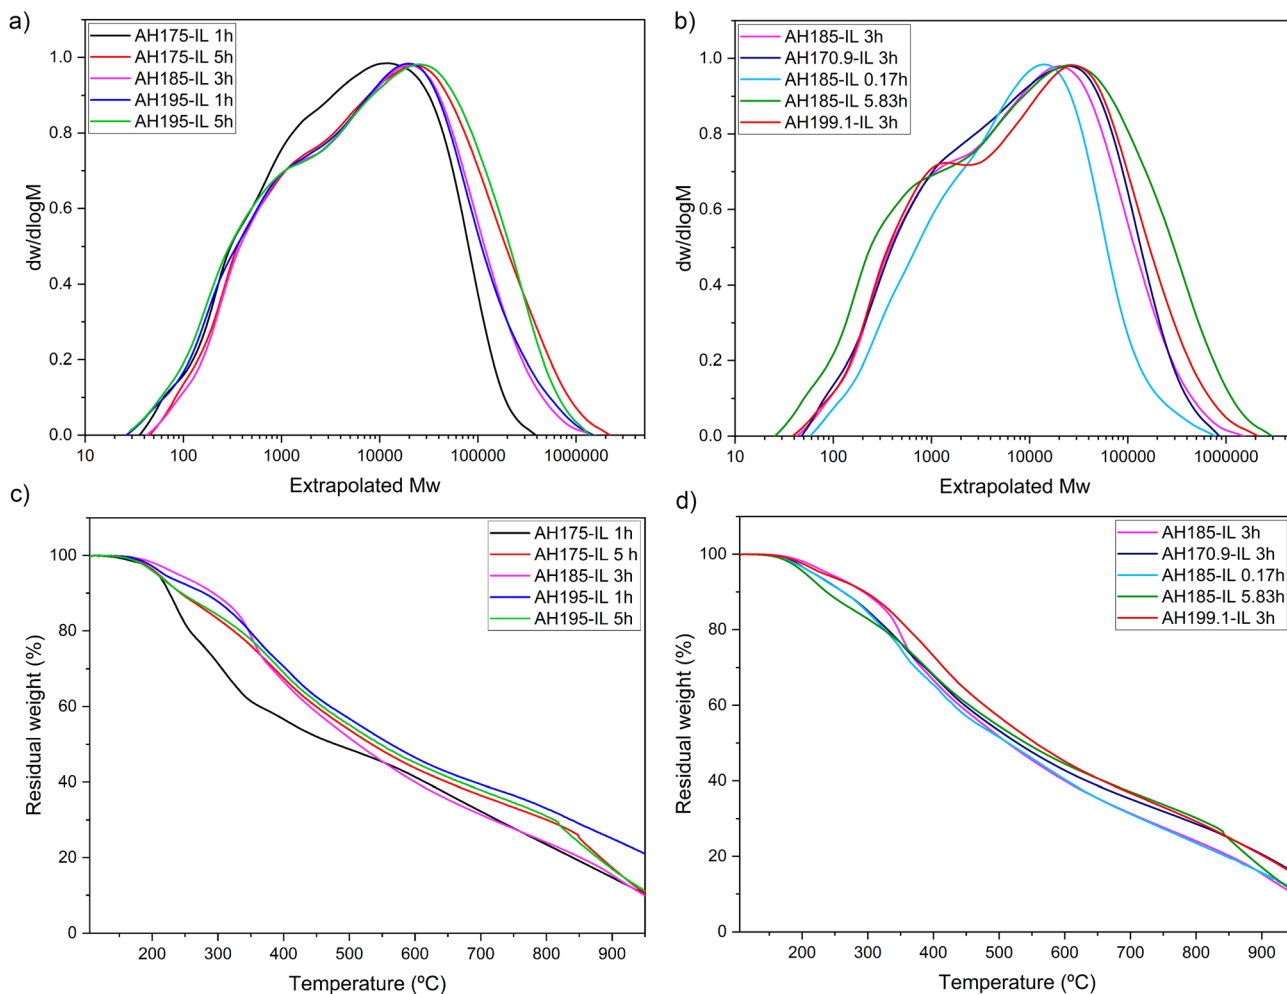 a)
AH175-IL 1h
AH175-IL 5h
AH185-IL 3h
AH195-IL 1h
AH195-IL 5h
1.0
0.8
0.6
0.4
0.2
0.0
dw/dlogM
10
100
1000
10000
100000
1000000
Extrapolated Mw
b)
AH185-IL 3h
AH170.9-IL 3h
AH185-IL 0.17h
AH185-IL 5.83h
AH199.1-IL 3h
1.0
0.8
0.6
0.4
0.2
0.0
dw/dlogM
10
100
1000
10000
100000
1000000
Extrapolated Mw
c)
AH175-IL 1h
AH175-IL 5 h
AH185-IL 3h
AH195-IL 1h
AH195-IL 5h
100
80
60
40
20
0
Residual weight (%)
200
300
400
500
600
700
800
900
Temperature (ºC)
d)
AH185-IL 3h
AH170.9-IL 3h
AH185-IL 0.17h
AH185-IL 5.83h
AH199.1-IL 3h
100
80
60
40
20
0
Residual weight (%)
200
300
400
500
600
700
800
900
Temperature (ºC)